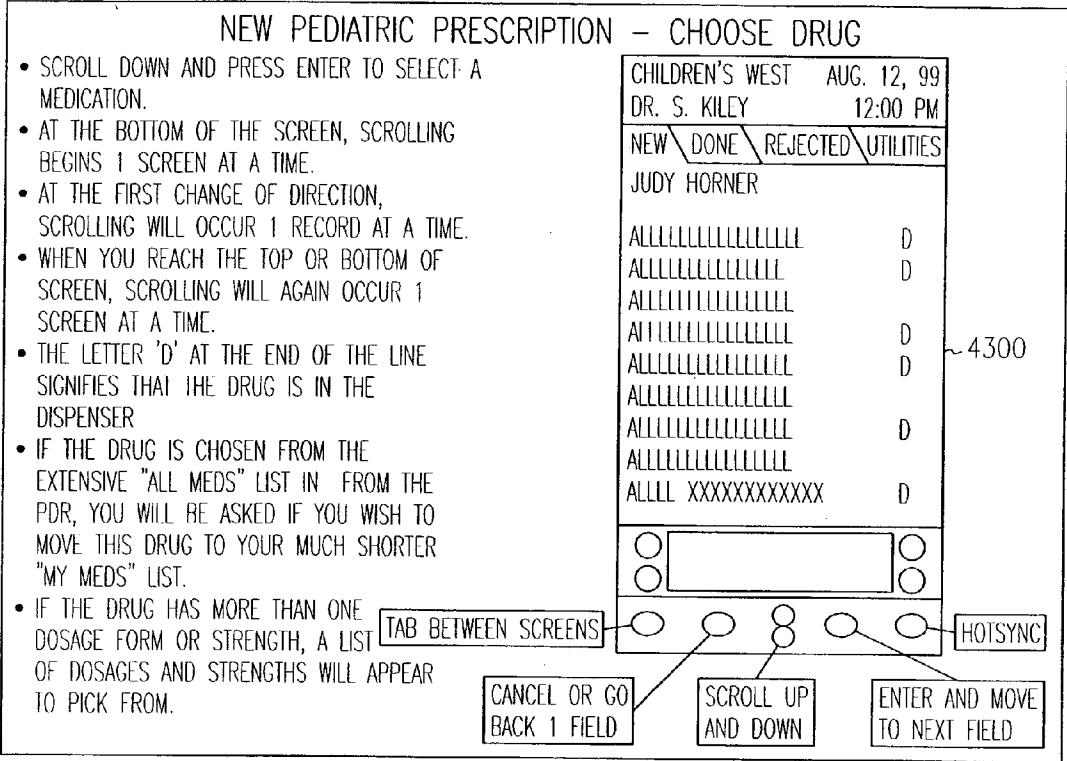 NEW PEDIATRIC PRESCRIPTION – CHOOSE DRUG
• SCROLL DOWN AND PRESS ENTER TO SELECT A
MEDICATION.
• AT THE BOTTOM OF THE SCREEN, SCROLLING
BEGINS 1 SCREEN AT A TIME.
• AT THE FIRST CHANGE OF DIRECTION,
SCROLLING WILL OCCUR 1 RECORD AT A TIME.
• WHEN YOU REACH THE TOP OR BOTTOM OF
SCREEN, SCROLLING WILL AGAIN OCCUR 1
SCREEN AT A TIME.
• THE LETTER 'D' AT THE END OF THE LINE
SIGNIFIES THAT THE DRUG IS IN THE
DISPENSER
• IF THE DRUG IS CHOSEN FROM THE
EXTENSIVE "ALL MEDS" LIST IN FROM THE
PDR, YOU WILL BE ASKED IF YOU WISH TO
MOVE THIS DRUG TO YOUR MUCH SHORTER
"MY MEDS" LIST.
• IF THE DRUG HAS MORE THAN ONE
DOSAGE FORM OR STRENGTH, A LIST
OF DOSAGES AND STRENGTHS WILL APPEAR
TO PICK FROM.
CHILDREN'S WEST AUG. 12, 99
DR. S. KILEY 12:00 PM
NEW DONE REJECTED UTILITIES
JUDY HORNER
ALLLLLLLLLLLLLLLLL D
ALLLLLLLLLLLLLLL D
ALLLLLLLLLLLLLLLL
ALLLLLLLLLLLLLLLL D
ALLLLLLLLLLLLLLLL D
ALLLLLLLLLLLLLLLL
ALLLLLLLLLLLLLLLL D
ALLLLLLLLLLLLLLLL
ALLLL XXXXXXXXXXXX D
4300
TAB BETWEEN SCREENS
HOTSYNC
CANCEL OR GO
BACK 1 FIELD
SCROLL UP
AND DOWN
ENTER AND MOVE
TO NEXT FIELD